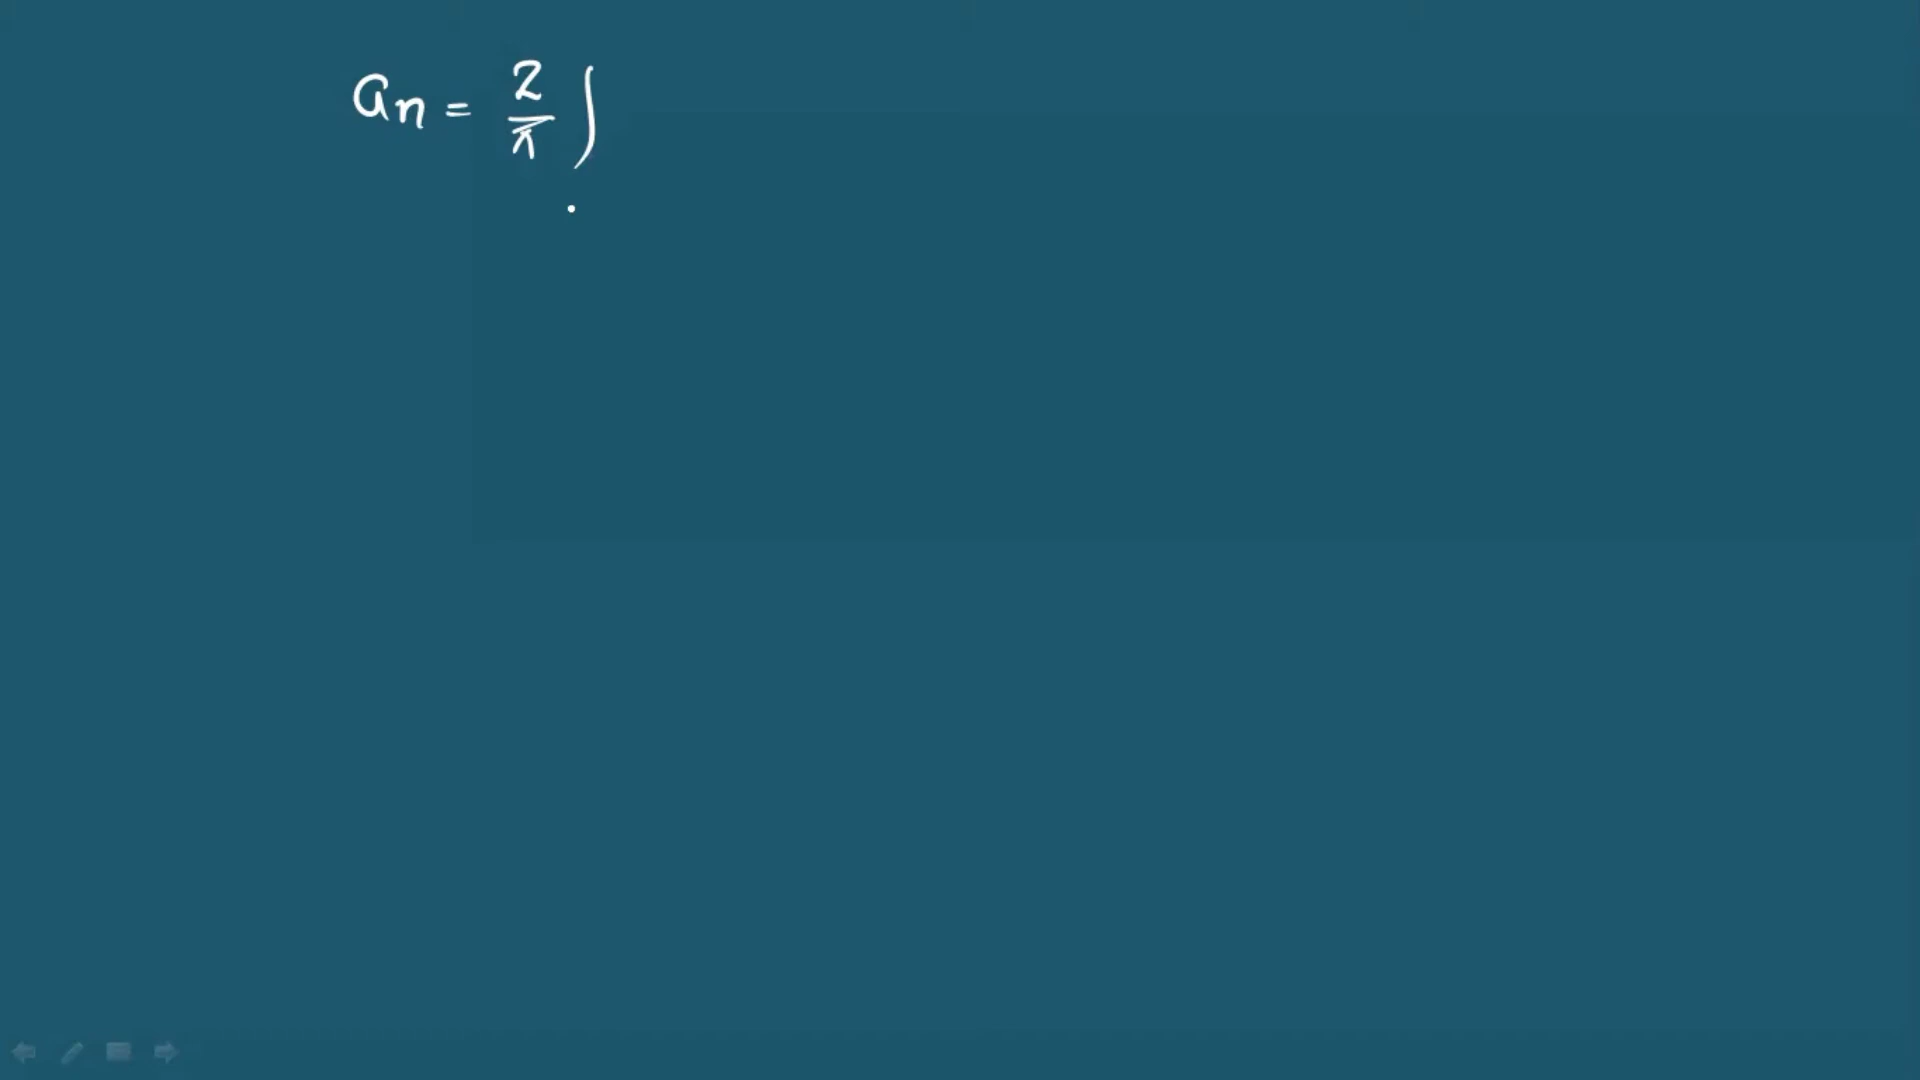 aₙ = 2/π ∫